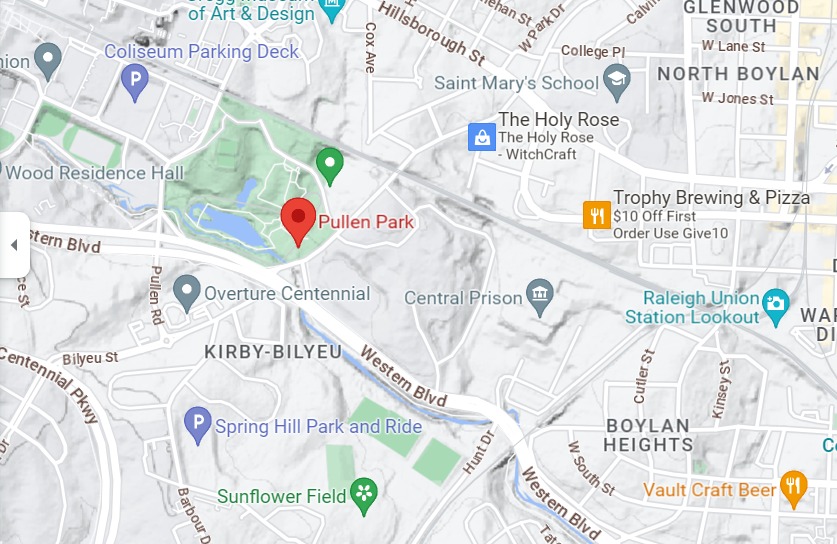 of Art & Design
Hillsborough St
Cox Ave
W Park Dr
College Pl
GLENWOOD
SOUTH
W Lane St
NORTH BOYLAN
W Jones St
Coliseum Parking Deck
P
Saint Mary's School
The Holy Rose
The Holy Rose
- WitchCraft
Wood Residence Hall
Trophy Brewing & Pizza
$10 Off First
Order Use Give10
Pullen Park
stern Blvd
Pullen Rd
Overture Centennial
Central Prison
Raleigh Union
Station Lookout
KIRBY-BILYEU
Bilyeu St
Western Blvd
Centennial Pkwy
Cutler St
Kinsey St
P
Spring Hill Park and Ride
BOYLAN
HEIGHTS
Hunt Dr
W South St
Sunflower Field
Vault Craft Beer
Barbour D
Western Blvd